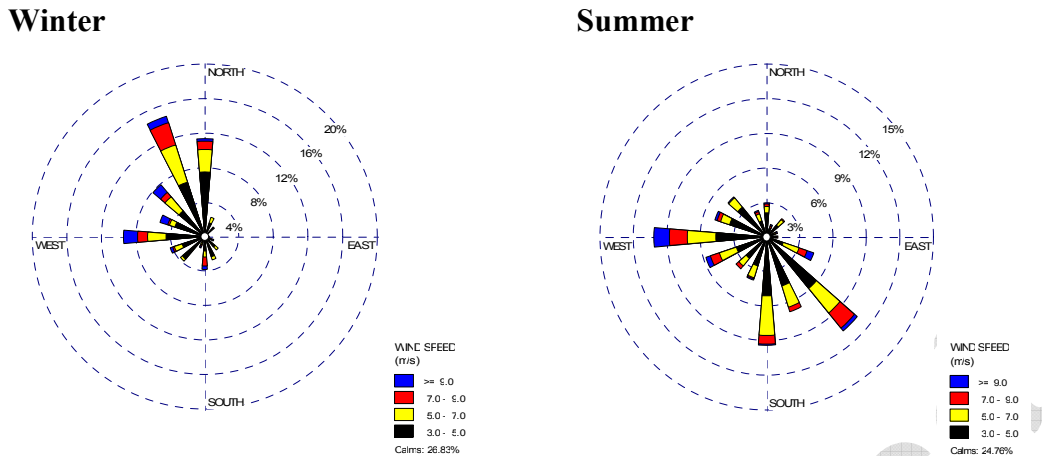 Winter
NORTH
20%
16%
12%
8%
4%
WEST
EAST
SOUTH
WIND SPEED
(m/s)
>= 9.0
7.0 - 9.0
5.0 - 7.0
3.0 - 5.0
Calms: 26.83%
Summer
NORTH
15%
12%
9%
6%
3%
WEST
EAST
SOUTH
WIND SPEED
(m/s)
>= 9.0
7.0 - 9.0
5.0 - 7.0
3.0 - 5.0
Calms: 24.76%